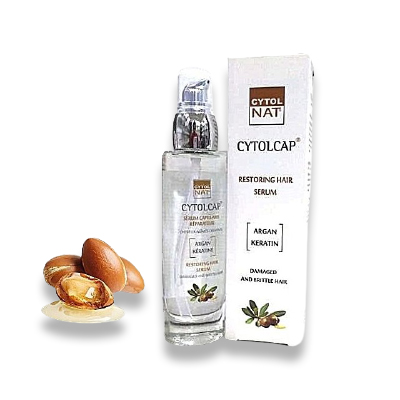 CYTOL
NAT
CYTOLCAP®
SÉRUM CAPILLAIRE
RÉPARATEUR
ARGAN
KÉRATINE
RESTORING HAIR
SERUM
CYTOL
NAT
CYTOLCAP®
RESTORING HAIR
SERUM
ARGAN
KERATIN
DAMAGED
AND BRITTLE HAIR